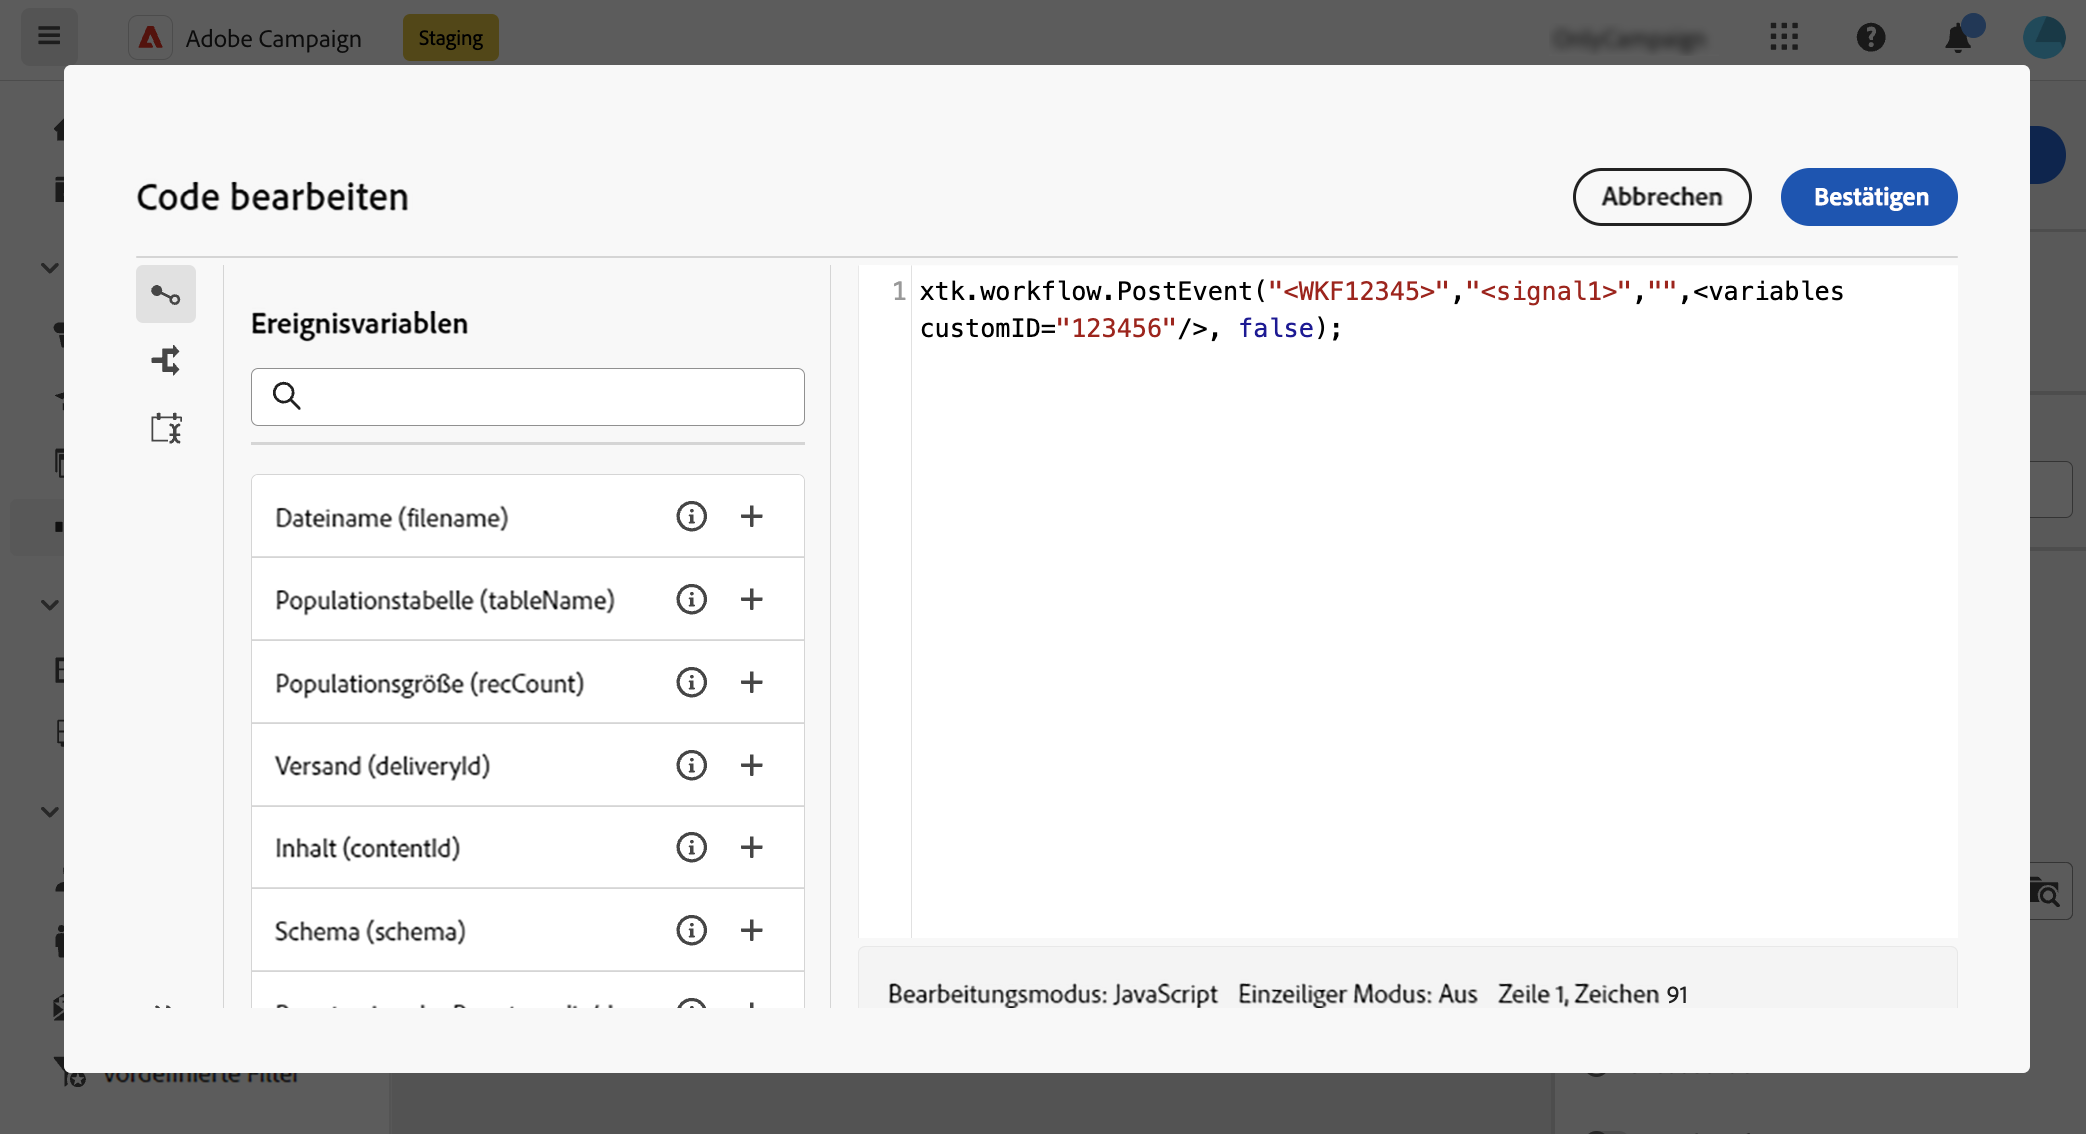 Adobe Campaign
Staging
Code bearbeiten
Abbrechen
Bestätigen
Ereignisvariablen
Dateiname (filename)
Populationstabelle (tableName)
Populationsgröße (recCount)
Versand (deliveryId)
Inhalt (contentId)
Schema (schema)
1
xtk.workflow.PostEvent("<WKF12345>","<signal1>","",<variables
customID="123456"/>, false);
Bearbeitungsmodus: JavaScript Einzeiliger Modus: Aus Zeile 1, Zeichen 91
Vordefinierte Filter